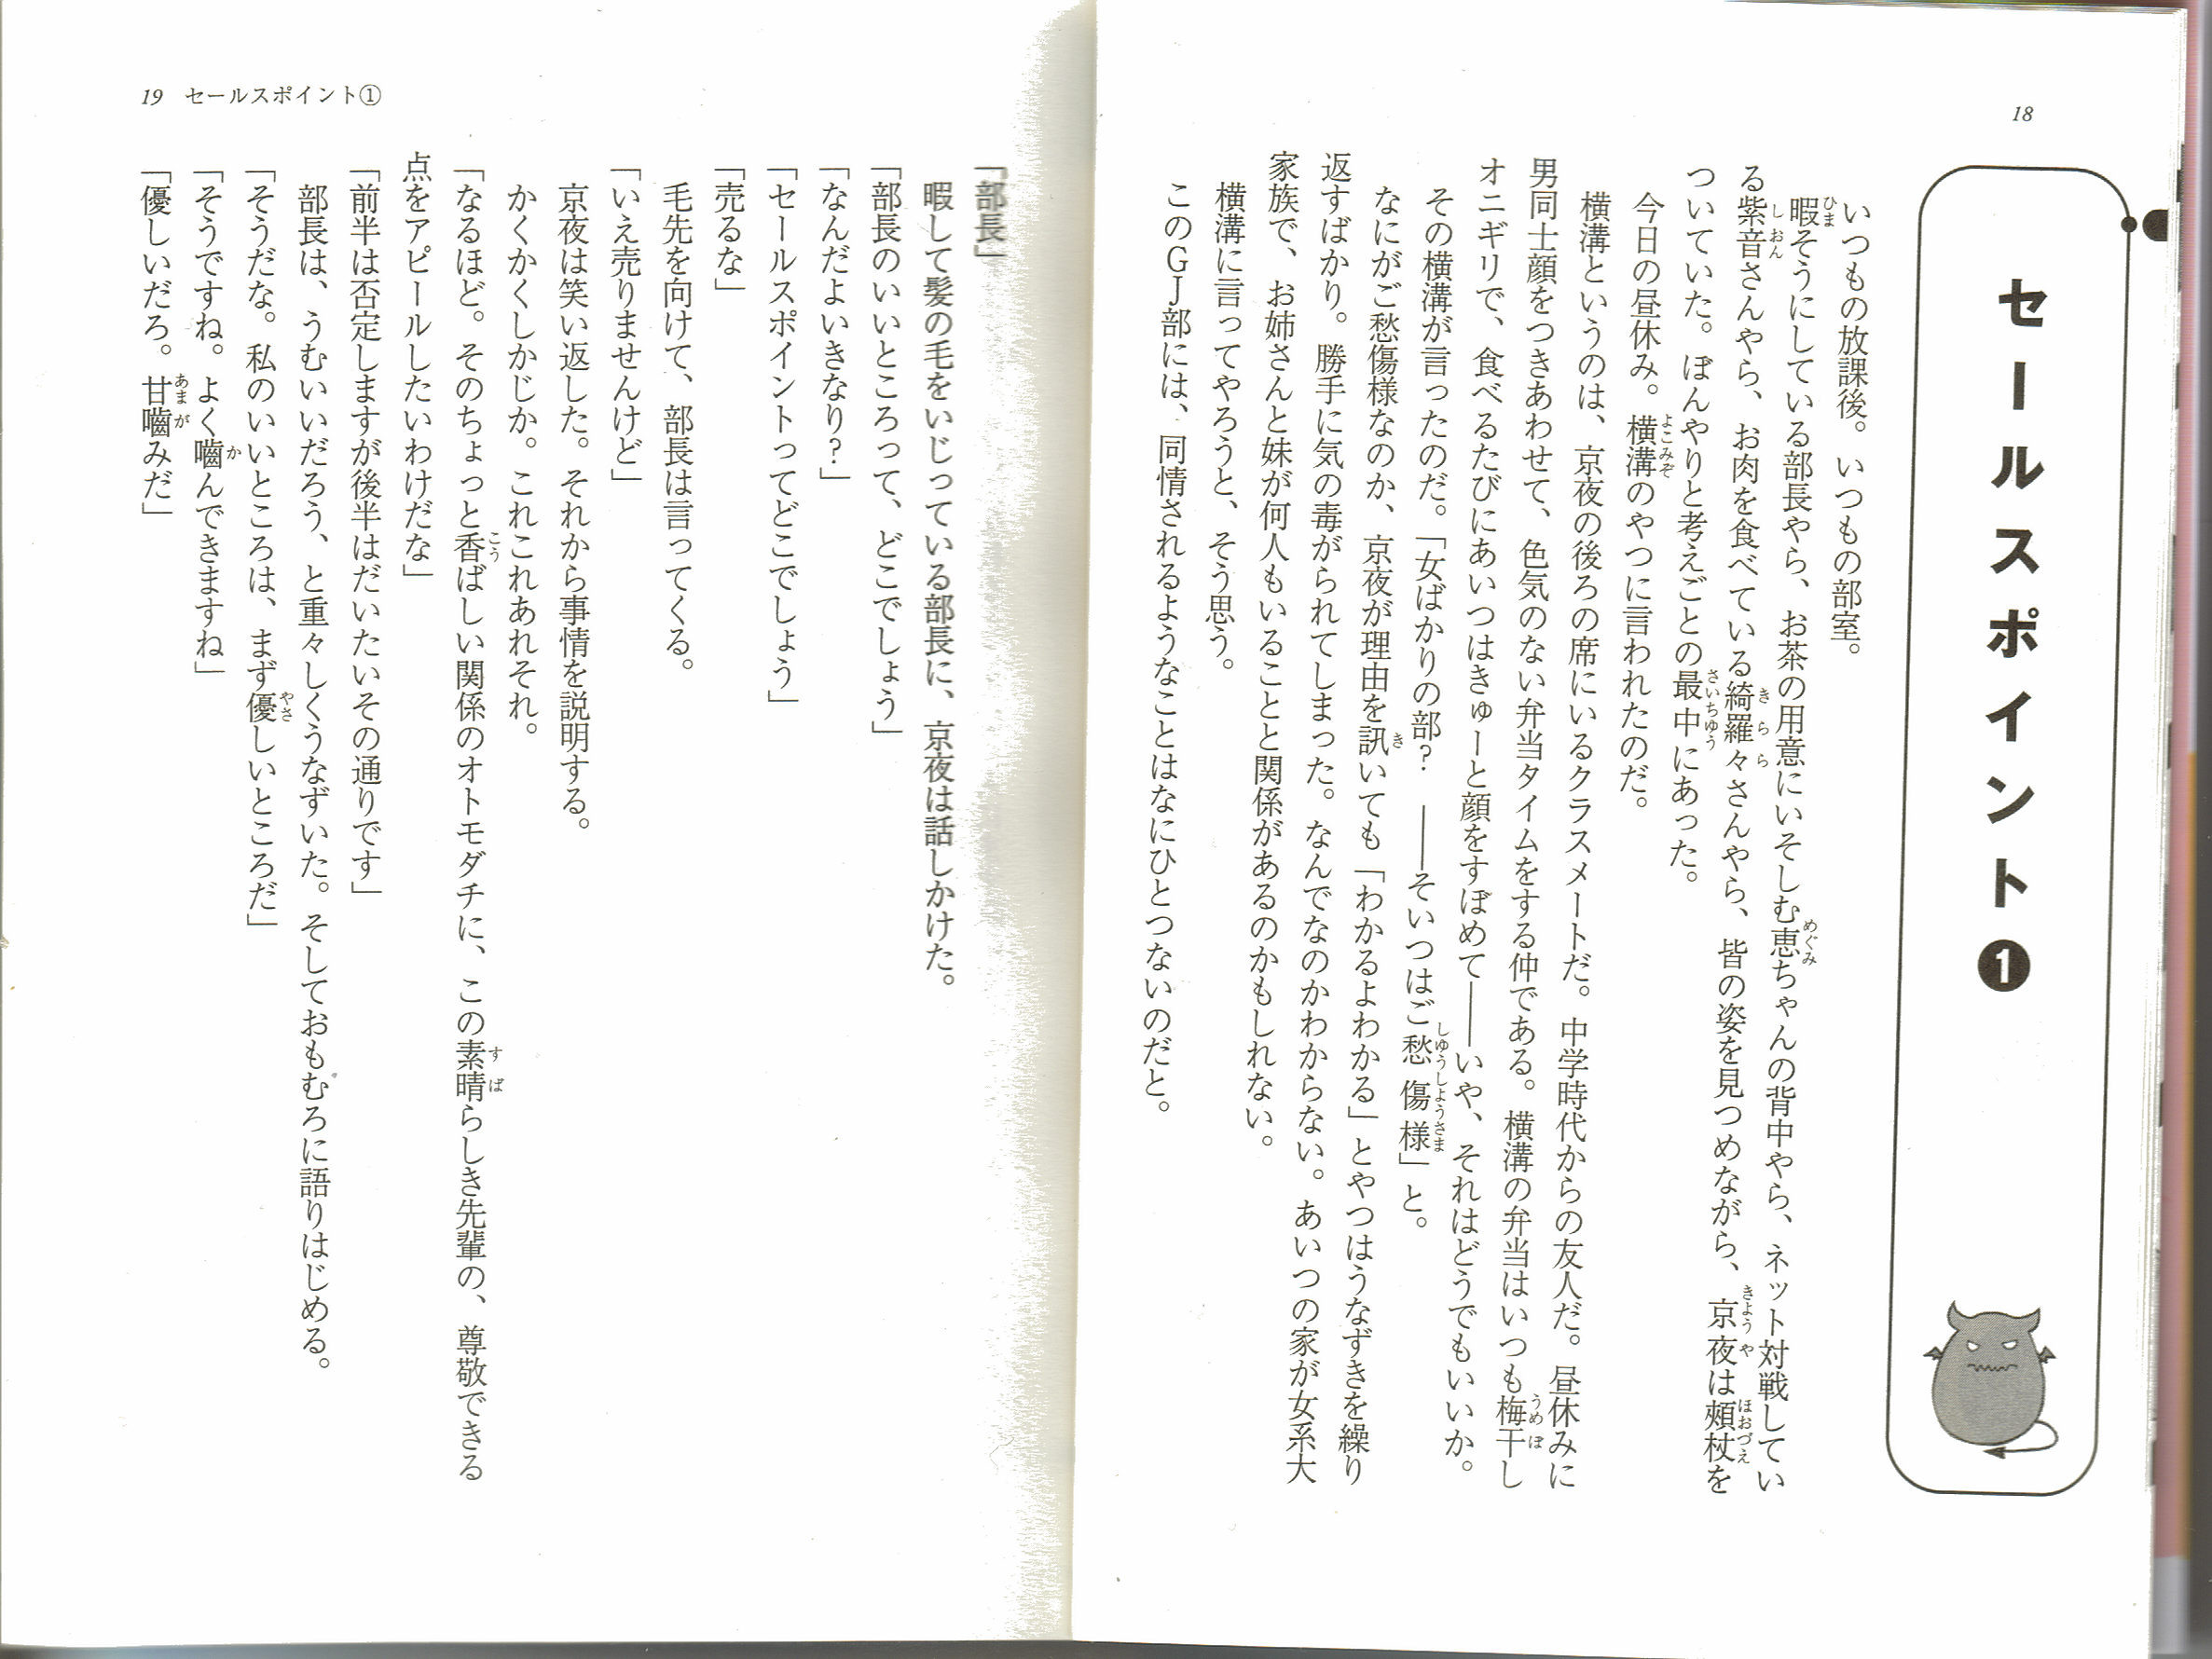 18
セールスポイント❶
いつもの放課後。いつもの部室。
暇そうにしている部長やら、お茶の用意にいそしむ恵ちゃんの背中やら、ネット対戦してい
る紫音さんやら、お肉を食べている綺羅々さんやら、皆の姿を見つめながら、京夜は頬杖を
ついていた。ぼんやりと考えごとの最中にあった。
今日の昼休み。横溝のやつに言われたのだ。
横溝というのは、京夜の後ろの席にいるクラスメートだ。中学時代からの友人だ。昼休みに
男同士顔をつきあわせて、色気のない弁当タイムをする仲である。横溝の弁当はいつも梅干し
オニギリで、食べるたびにあいつはきゅーと顔をすぼめて――いや、それはどうでもいいか。
その横溝が言ったのだ。「女ばかりの部？　――そいつはご愁傷様」と。
なにがご愁傷様なのか、京夜が理由を訊いても「わかるよわかる」とやつはうなずきを繰り
返すばかり。勝手に気の毒がられてしまった。なんでなのかわからない。あいつの家が女系大
家族で、お姉さんと妹が何人もいることと関係があるのかもしれない。
横溝に言ってやろうと、そう思う。
このＧＪ部には、同情されるようなことはなにひとつないのだと。
19　セールスポイント①
「部長」
暇して髪の毛をいじっている部長に、京夜は話しかけた。
「部長のいいところって、どこでしょう」
「なんだよいきなり？」
「セールスポイントってどこでしょう」
「売るな」
毛先を向けて、部長は言ってくる。
「いえ売りませんけど」
京夜は笑い返した。それから事情を説明する。
かくかくしかじか。これこれあれそれ。
「なるほど。そのちょっと香ばしい関係のオトモダチに、この素晴らしき先輩の、尊敬できる
点をアピールしたいわけだな」
「前半は否定しますが後半はだいたいその通りです」
部長は、うむいいだろう、と重々しくうなずいた。そしておもむろに語りはじめる。
「そうだな。私のいいところは、まず優しいところだ」
「そうですね。よく嚙んできますね」
「優しいだろ。甘嚙みだ」